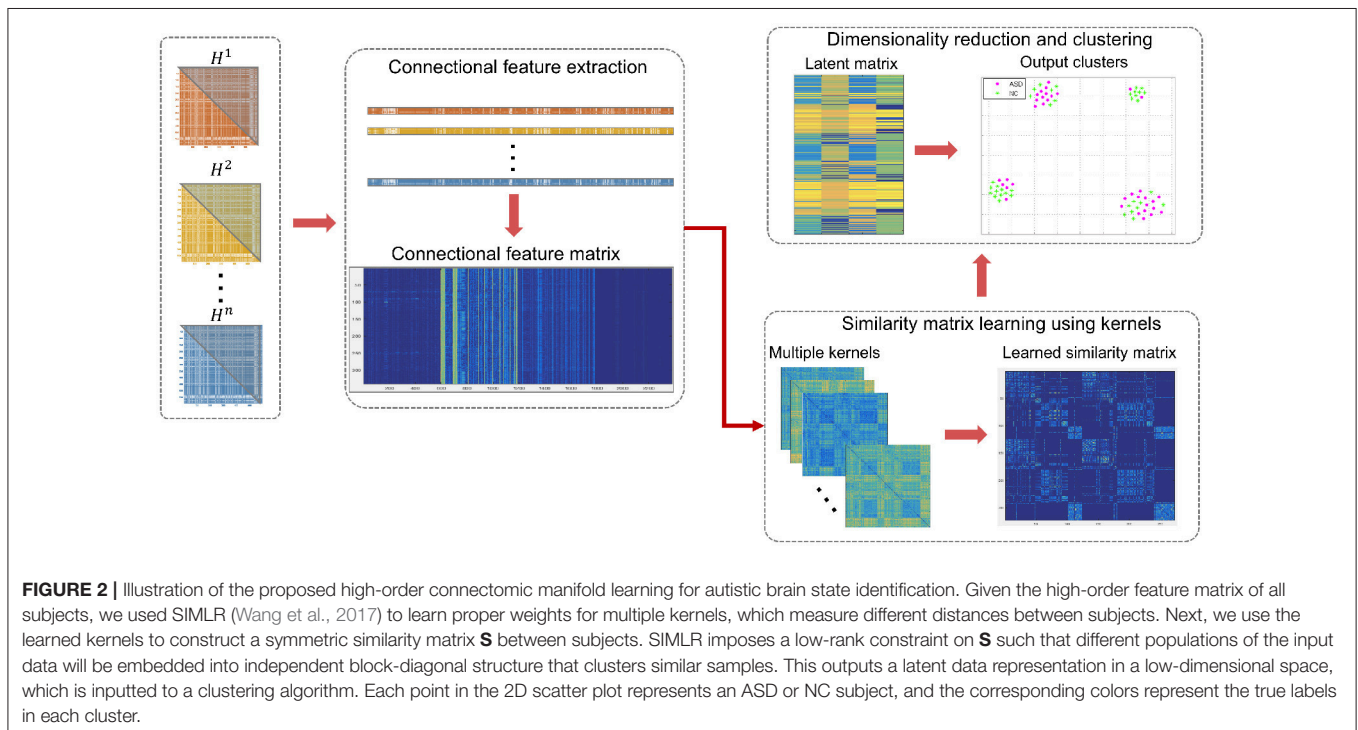 H¹
H²
Hⁿ
Connectional feature extraction
Connectional feature matrix
Dimensionality reduction and clustering
Latent matrix
Output clusters
ASD
NC
Similarity matrix learning using kernels
Multiple kernels
Learned similarity matrix
FIGURE 2 | Illustration of the proposed high-order connectomic manifold learning for autistic brain state identification. Given the high-order feature matrix of all
subjects, we used SIMLR (Wang et al., 2017) to learn proper weights for multiple kernels, which measure different distances between subjects. Next, we use the
learned kernels to construct a symmetric similarity matrix S between subjects. SIMLR imposes a low-rank constraint on S such that different populations of the input
data will be embedded into independent block-diagonal structure that clusters similar samples. This outputs a latent data representation in a low-dimensional space,
which is inputted to a clustering algorithm. Each point in the 2D scatter plot represents an ASD or NC subject, and the corresponding colors represent the true labels
in each cluster.